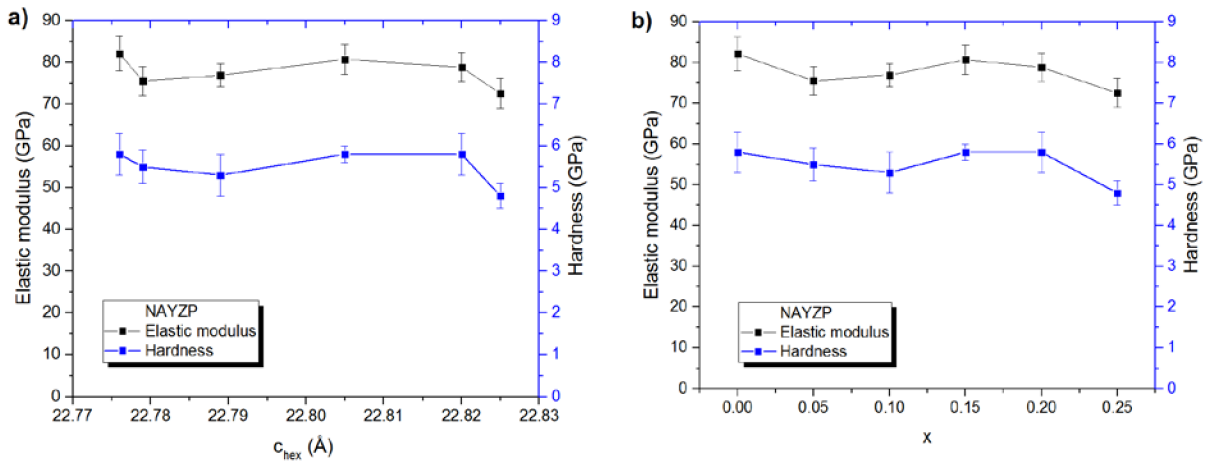 a)
90
80
70
60
50
40
30
20
10
0
Elastic modulus (GPa)
9
8
7
6
5
4
3
2
1
0
Hardness (GPa)
NAYZP
Elastic modulus
Hardness
22.77 22.78 22.79 22.80 22.81 22.82 22.83
c_hex (Å)
b)
90
80
70
60
50
40
30
20
10
0
Elastic modulus (GPa)
9
8
7
6
5
4
3
2
1
0
Hardness (GPa)
NAYZP
Elastic modulus
Hardness
0.00 0.05 0.10 0.15 0.20 0.25
x